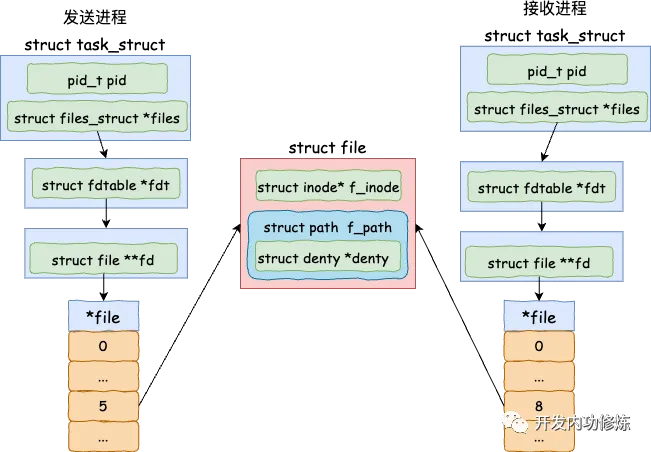 发送进程
struct task_struct
pid_t pid
struct files_struct *files
struct fdtable *fdt
struct file **fd
*file
0
...
5
...
struct file
struct inode* f_inode
struct path f_path
struct denty *denty
接收进程
struct task_struct
pid_t pid
struct files_struct *files
struct fdtable *fdt
struct file **fd
*file
0
...
8
...
开发内功修炼